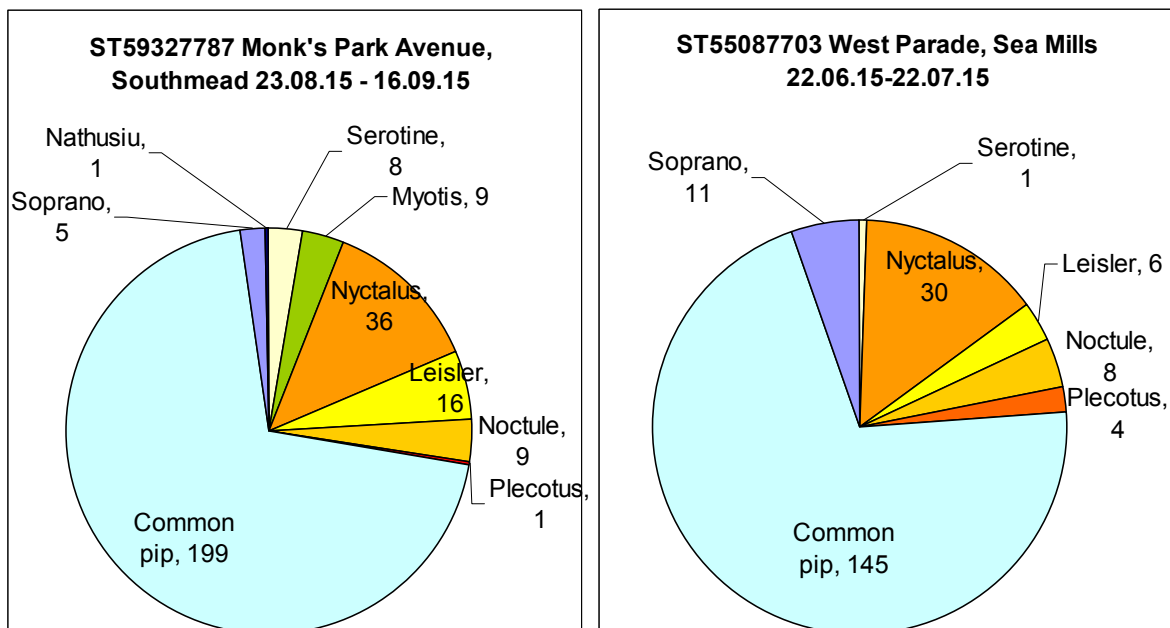 ST59327787 Monk's Park Avenue,
Southmead 23.08.15 - 16.09.15
Nathusiu,
1
Serotine,
8
Soprano,
5
Myotis, 9
Nyctalus,
36
Leisler,
16
Noctule,
9
Plecotus,
1
Common
pip, 199
ST55087703 West Parade, Sea Mills
22.06.15-22.07.15
Soprano,
11
Serotine,
1
Nyctalus,
30
Leisler, 6
Noctule,
8
Plecotus,
4
Common
pip, 145